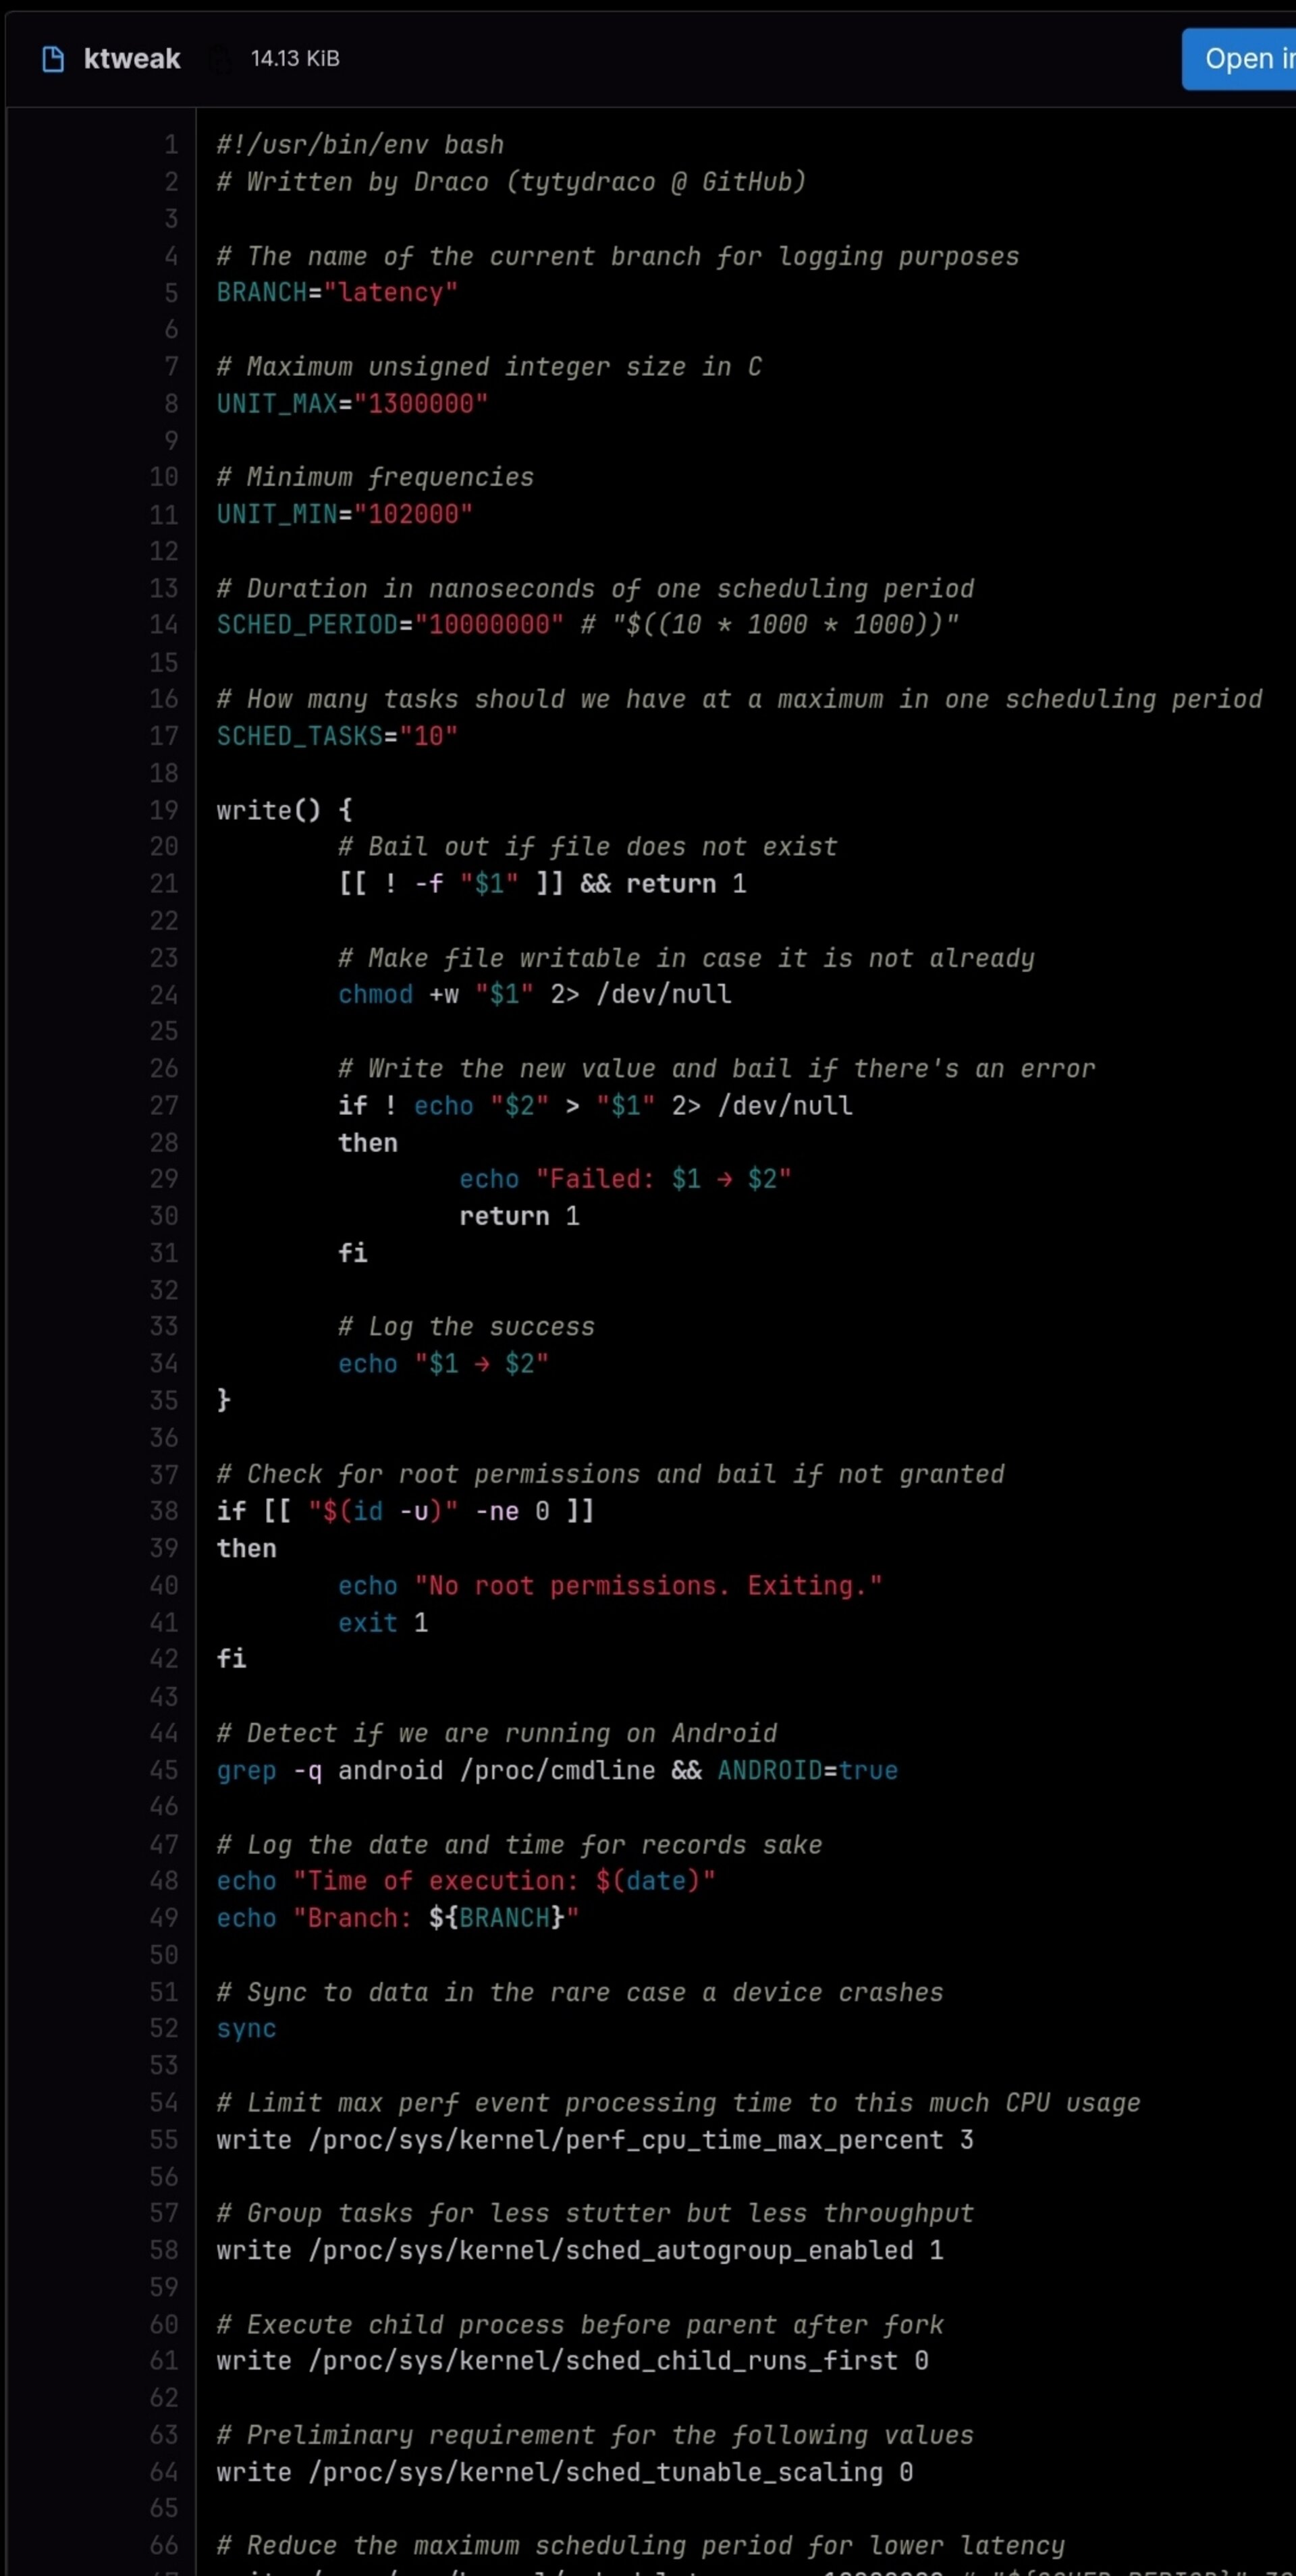 ktweak 14.13 KiB Open
1 #!/usr/bin/env bash
2 # Written by Draco (tytydraco @ GitHub)
3
4 # The name of the current branch for logging purposes
5 BRANCH="latency"
6
7 # Maximum unsigned integer size in C
8 UNIT_MAX="1300000"
9
10 # Minimum frequencies
11 UNIT_MIN="102000"
12
13 # Duration in nanoseconds of one scheduling period
14 SCHED_PERIOD="10000000" # "$((10 * 1000 * 1000))"
15
16 # How many tasks should we have at a maximum in one scheduling period
17 SCHED_TASKS="10"
18
19 write() {
20 # Bail out if file does not exist
21 [[ ! -f "$1" ]] && return 1
22
23 # Make file writable in case it is not already
24 chmod +w "$1" 2> /dev/null
25
26 # Write the new value and bail if there's an error
27 if ! echo "$2" > "$1" 2> /dev/null
28 then
29 echo "Failed: $1 → $2"
30 return 1
31 fi
32
33 # Log the success
34 echo "$1 → $2"
35 }
36
37 # Check for root permissions and bail if not granted
38 if [[ "$(id -u)" -ne 0 ]]
39 then
40 echo "No root permissions. Exiting."
41 exit 1
42 fi
43
44 # Detect if we are running on Android
45 grep -q android /proc/cmdline && ANDROID=true
46
47 # Log the date and time for records sake
48 echo "Time of execution: $(date)"
49 echo "Branch: ${BRANCH}"
50
51 # Sync to data in the rare case a device crashes
52 sync
53
54 # Limit max perf event processing time to this much CPU usage
55 write /proc/sys/kernel/perf_cpu_time_max_percent 3
56
57 # Group tasks for less stutter but less throughput
58 write /proc/sys/kernel/sched_autogroup_enabled 1
59
60 # Execute child process before parent after fork
61 write /proc/sys/kernel/sched_child_runs_first 0
62
63 # Preliminary requirement for the following values
64 write /proc/sys/kernel/sched_tunable_scaling 0
65
66 # Reduce the maximum scheduling period for lower latency